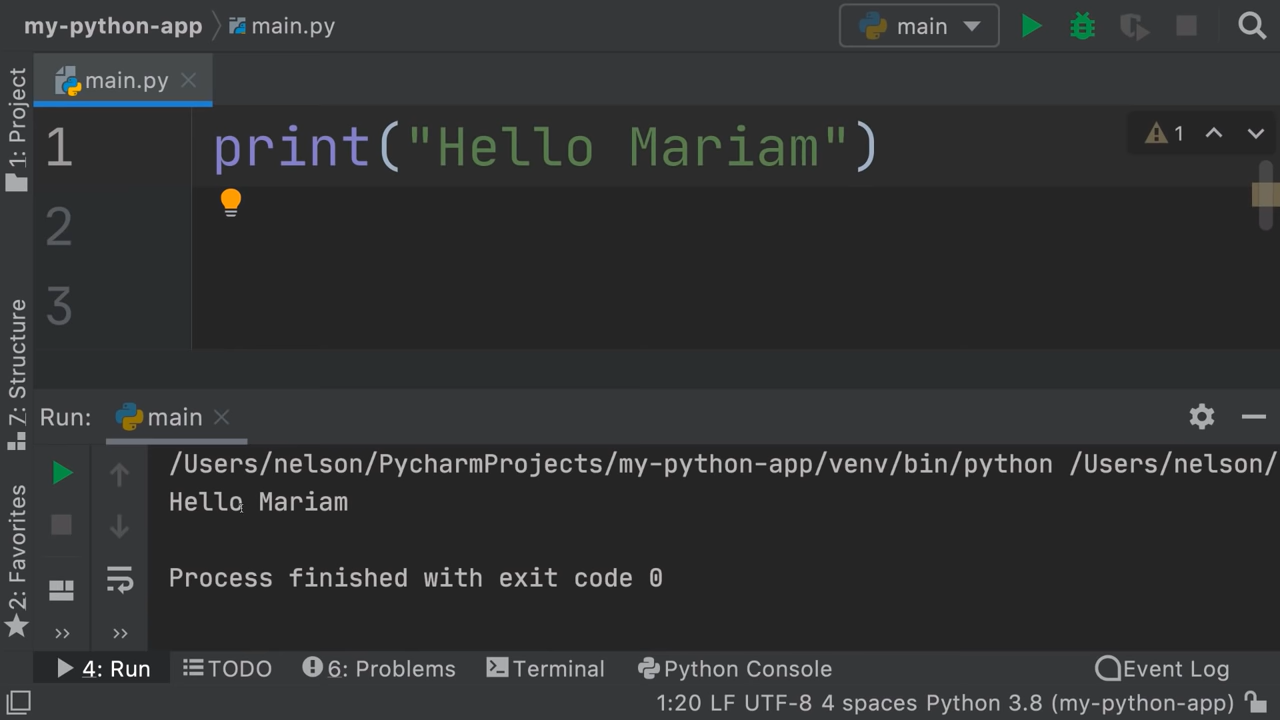 my-python-app main.py
main
main.py
1: Project
1 print("Hello Mariam")
1
2
3
7: Structure
2: Favorites
Run: main
/Users/nelson/PycharmProjects/my-python-app/venv/bin/python /Users/nelson/
Hello Mariam
Process finished with exit code 0
4: Run TODO 6: Problems Terminal Python Console Event Log
1:20 LF UTF-8 4 spaces Python 3.8 (my-python-app)